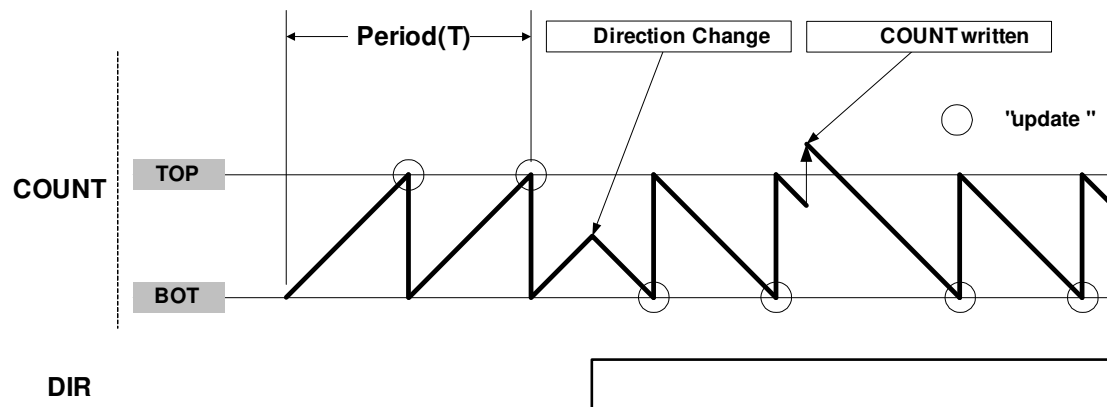 Period(T)
Direction Change
COUNT written
"update "
TOP
COUNT
BOT
DIR